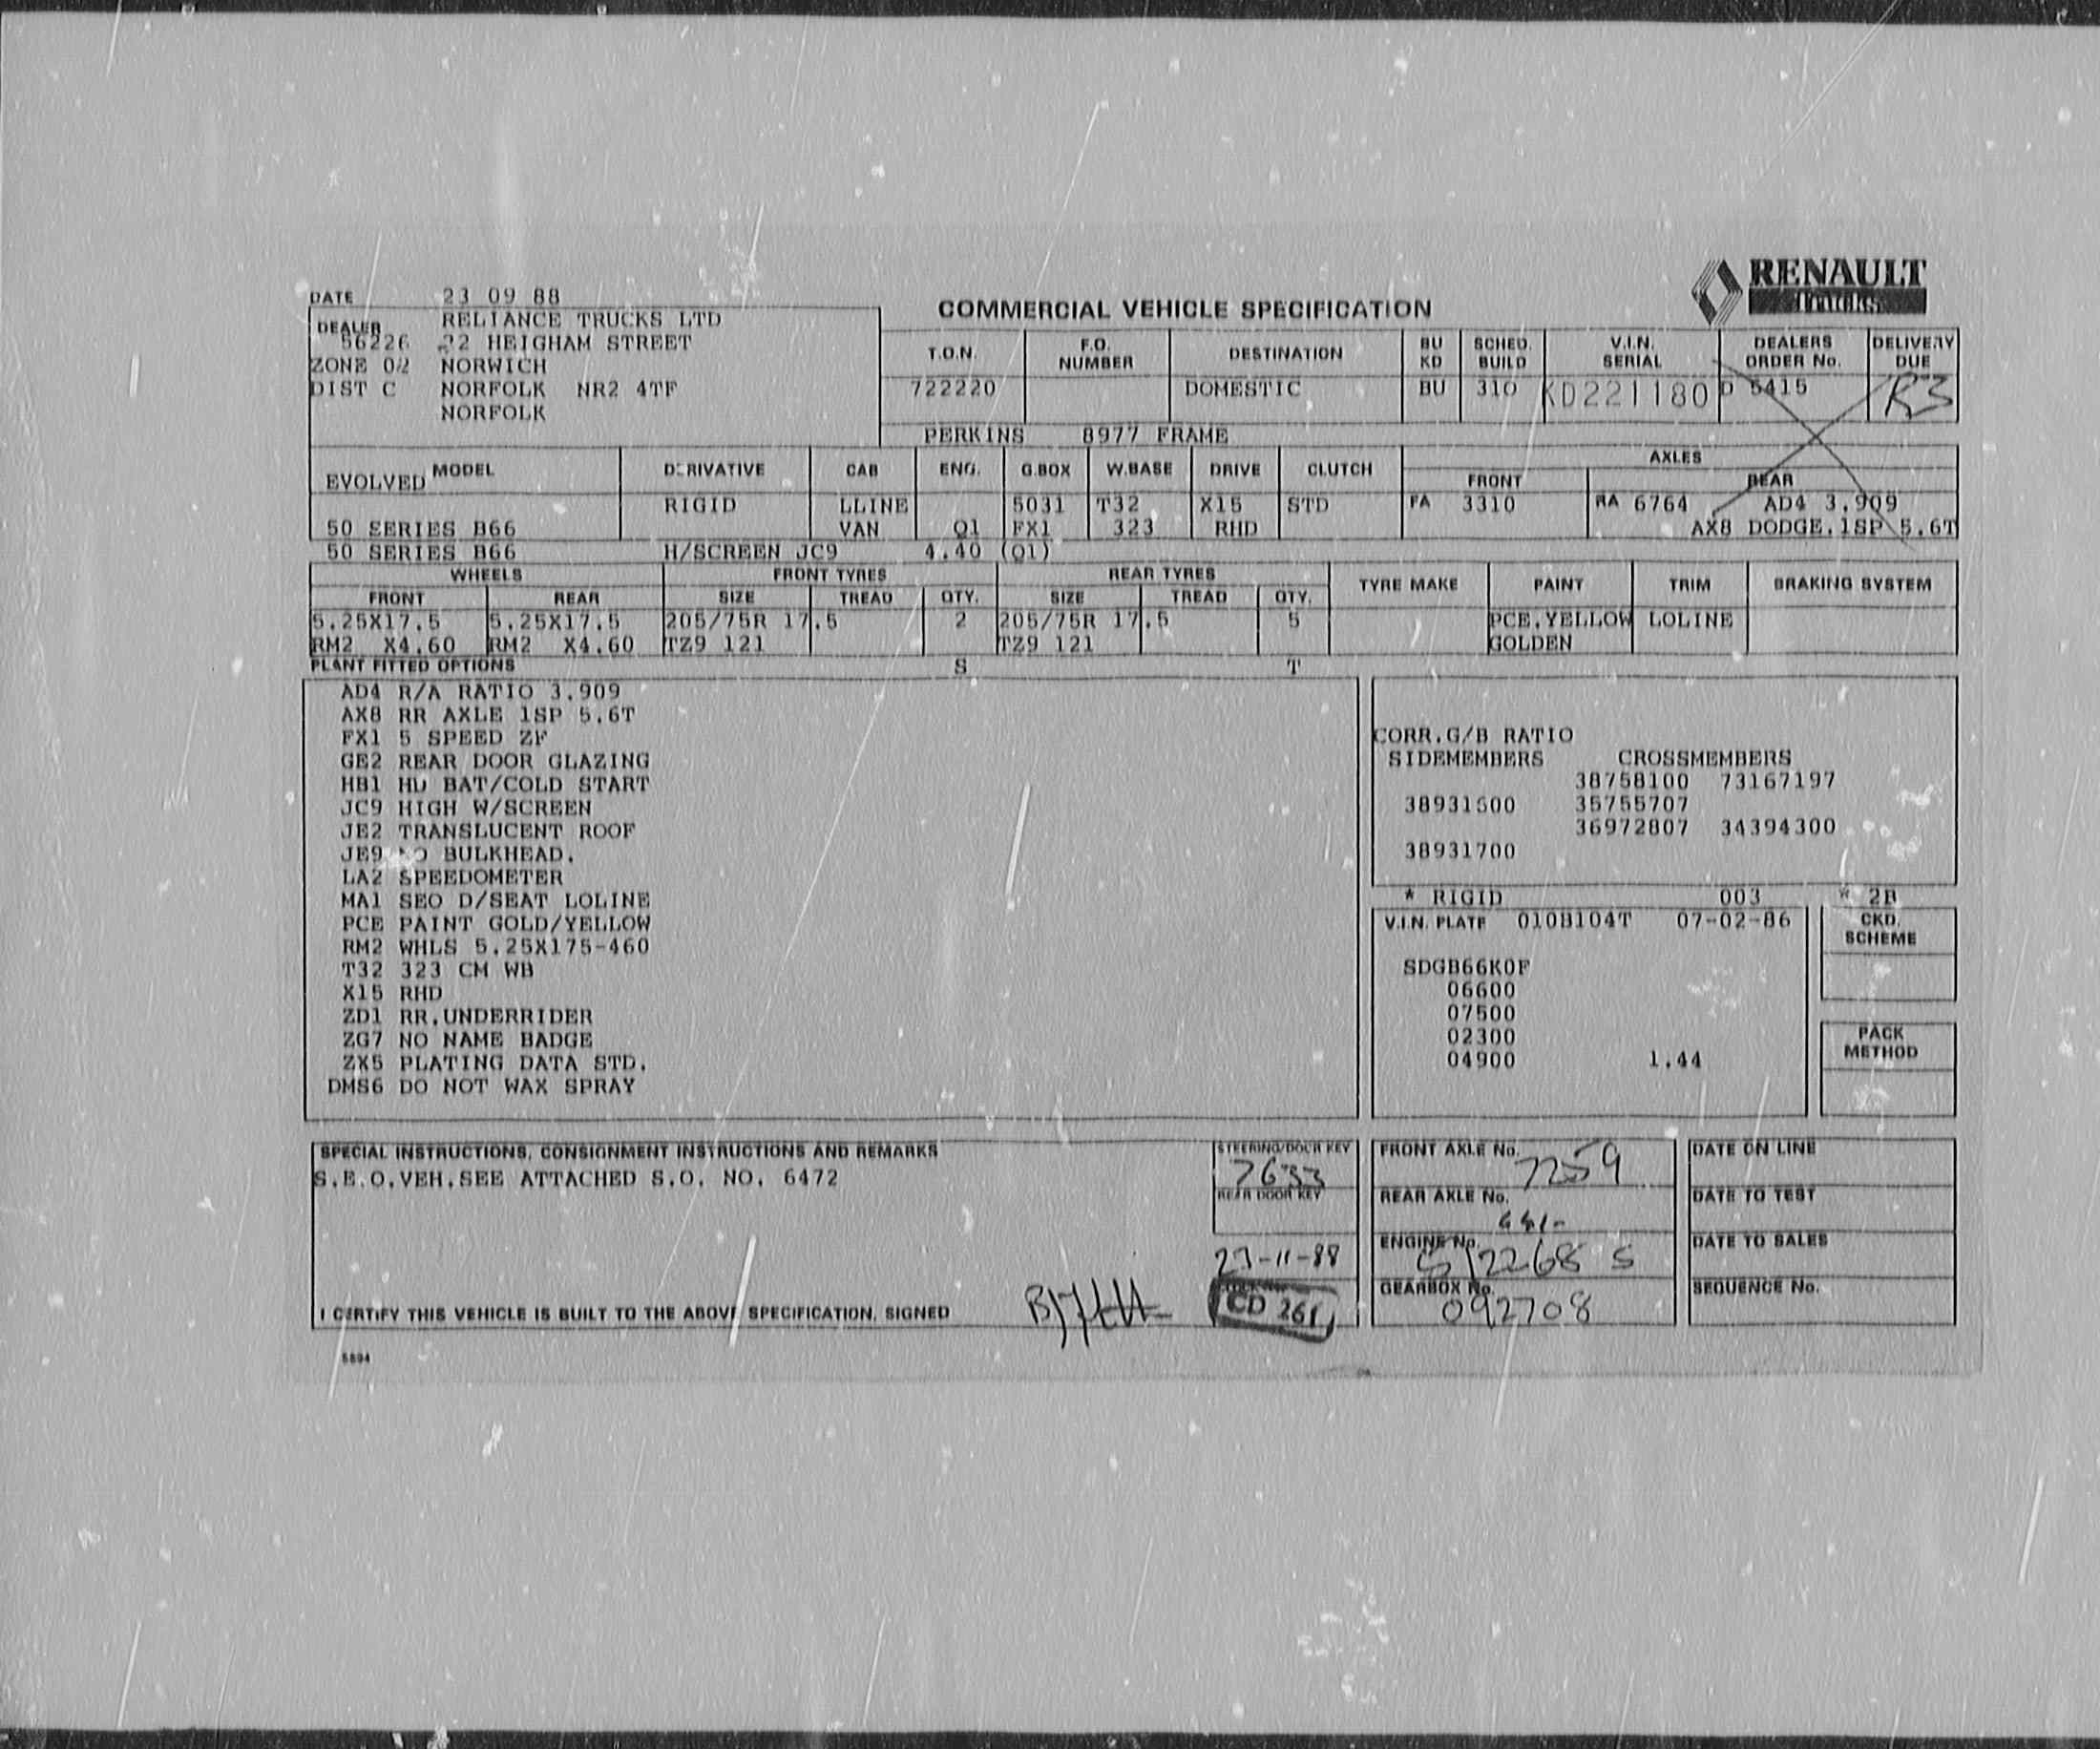 RENAULT
Trucks
DATE 23 09 88
COMMERCIAL VEHICLE SPECIFICATION
DEALER RELIANCE TRUCKS LTD
56226 22 HEIGHAM STREET
ZONE 02 NORWICH
DIST C NORFOLK NR2 4TF
NORFOLK
T.O.N. F.O. NUMBER DESTINATION BU KD SCHED. BUILD V.I.N. SERIAL DEALERS ORDER No. DELIVERY DUE
722220 DOMESTIC BU 310 KD221180 D 5415 R3
PERKINS 8977 FRAME
EVOLVED MODEL DERIVATIVE CAB ENG. G.BOX W.BASE DRIVE CLUTCH AXLES
FRONT REAR
RIGID LLINE 5031 T32 X15 STD FA 3310 RA 6764 AD4 3.909
50 SERIES B66 VAN Q1 FX1 323 RHD AX8 DODGE.1SP 5.6T
50 SERIES B66 H/SCREEN JC9 4.40 (Q1)
WHEELS FRONT TYRES REAR TYRES TYRE MAKE PAINT TRIM BRAKING SYSTEM
FRONT REAR SIZE TREAD QTY. SIZE TREAD QTY.
5.25X17.5 5.25X17.5 205/75R 17.5 2 205/75R 17.5 5 PCE.YELLOW LOLINE
RM2 X4.60 RM2 X4.60 TZ9 121 TZ9 121 GOLDEN
PLANT FITTED OPTIONS S T
AD4 R/A RATIO 3.909
AX8 RR AXLE 1SP 5.6T
FX1 5 SPEED ZF
GE2 REAR DOOR GLAZING
HB1 HD BAT/COLD START
JC9 HIGH W/SCREEN
JE2 TRANSLUCENT ROOF
JE9 NO BULKHEAD.
LA2 SPEEDOMETER
MA1 SEO D/SEAT LOLINE
PCE PAINT GOLD/YELLOW
RM2 WHLS 5.25X175-460
T32 323 CM WB
X15 RHD
ZD1 RR.UNDERRIDER
ZG7 NO NAME BADGE
ZX5 PLATING DATA STD.
DMS6 DO NOT WAX SPRAY
CORR.G/B RATIO
SIDEMEMBERS CROSSMEMBERS
38758100 73167197
38931600 35755707
36972807 34394300
38931700
* RIGID 003 * 2B
V.I.N. PLATE 010B104T 07-02-86
SDGB66K0F
06600
07500
02300
04900 1.44
CKD. SCHEME
PACK METHOD
SPECIAL INSTRUCTIONS, CONSIGNMENT INSTRUCTIONS AND REMARKS
S.E.O.VEH.SEE ATTACHED S.O. NO. 6472
I CERTIFY THIS VEHICLE IS BUILT TO THE ABOVE SPECIFICATION, SIGNED
STEERING/DOOR KEY
7633
REAR DOOR KEY
CD 261
FRONT AXLE No. 7259
REAR AXLE No.
ENGINE No.
GEARBOX No.
092708
DATE ON LINE
DATE TO TEST
DATE TO SALES
SEQUENCE No.
5894